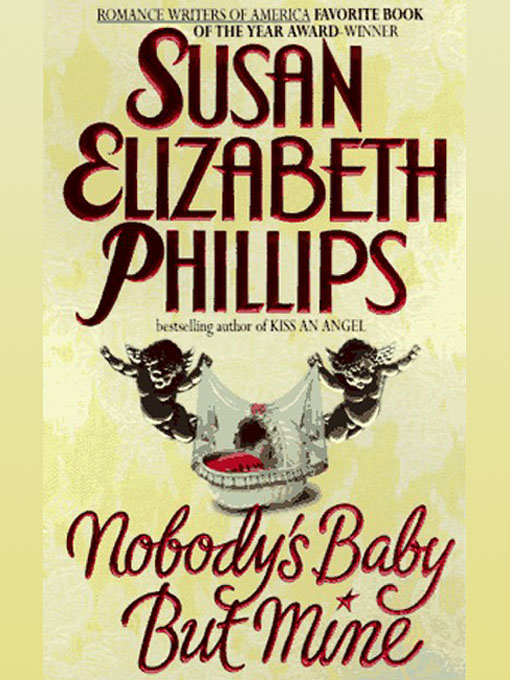 ROMANCE WRITERS OF AMERICA FAVORITE BOOK
OF THE YEAR AWARD-WINNER
SUSAN
ELIZABETH
PHILLIPS
bestselling author of KISS AN ANGEL
Nobody's Baby
But Mine